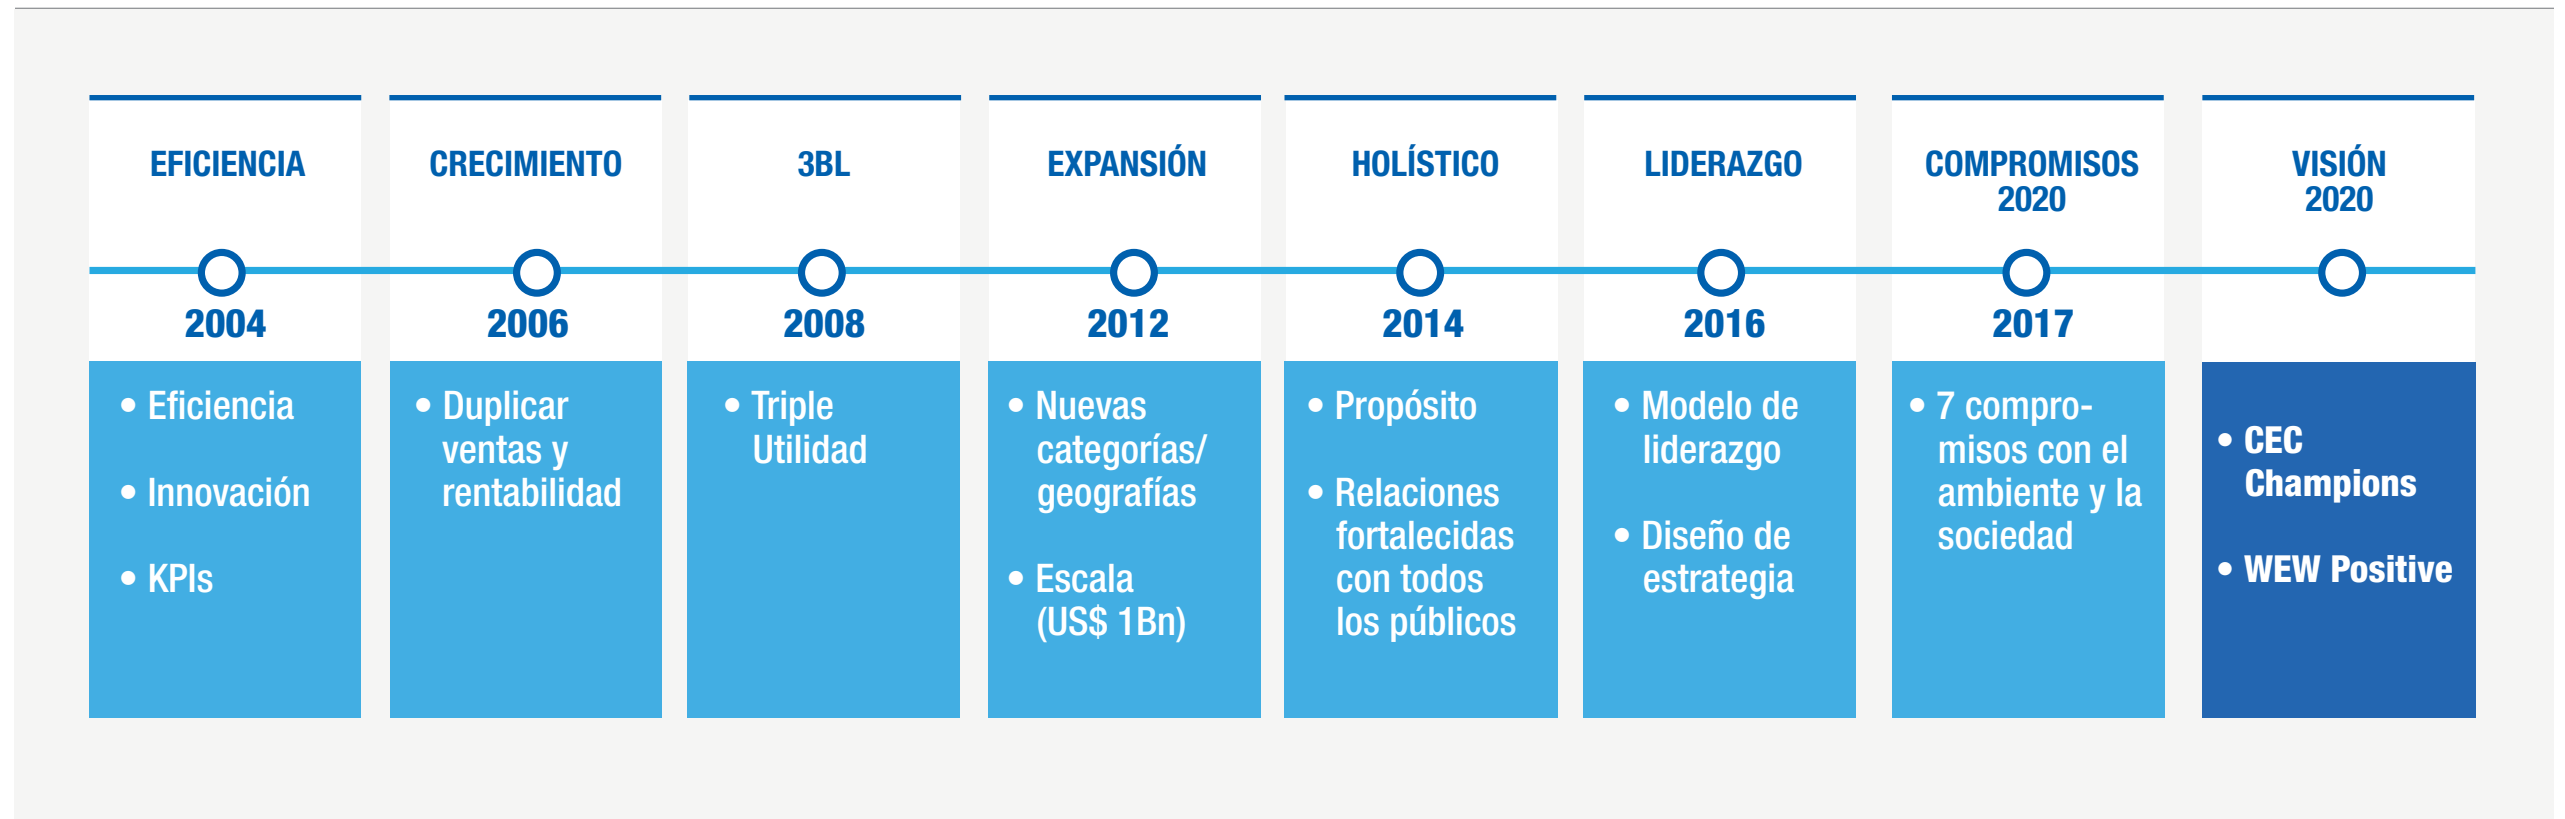 EFICIENCIA
2004
• Eficiencia
• Innovación
• KPIs
CRECIMIENTO
2006
• Duplicar
ventas y
rentabilidad
3BL
2008
• Triple
Utilidad
EXPANSIÓN
2012
• Nuevas
categorías/
geografías
• Escala
(US$ 1Bn)
HOLÍSTICO
2014
• Propósito
• Relaciones
fortalecidas
con todos
los públicos
LIDERAZGO
2016
• Modelo de
liderazgo
• Diseño de
estrategia
COMPROMISOS
2020
2017
• 7 compro-
misos con el
ambiente y la
sociedad
VISIÓN
2020
• CEC
Champions
• WEW Positive